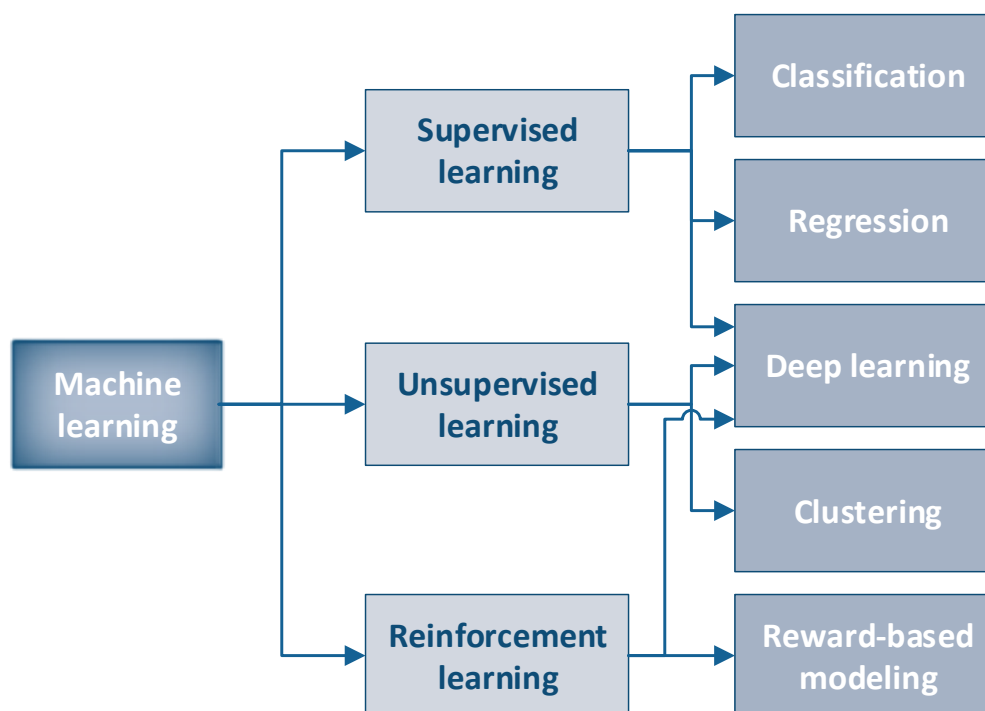 Machine
learning
Supervised
learning
Unsupervised
learning
Reinforcement
learning
Classification
Regression
Deep learning
Clustering
Reward-based
modeling